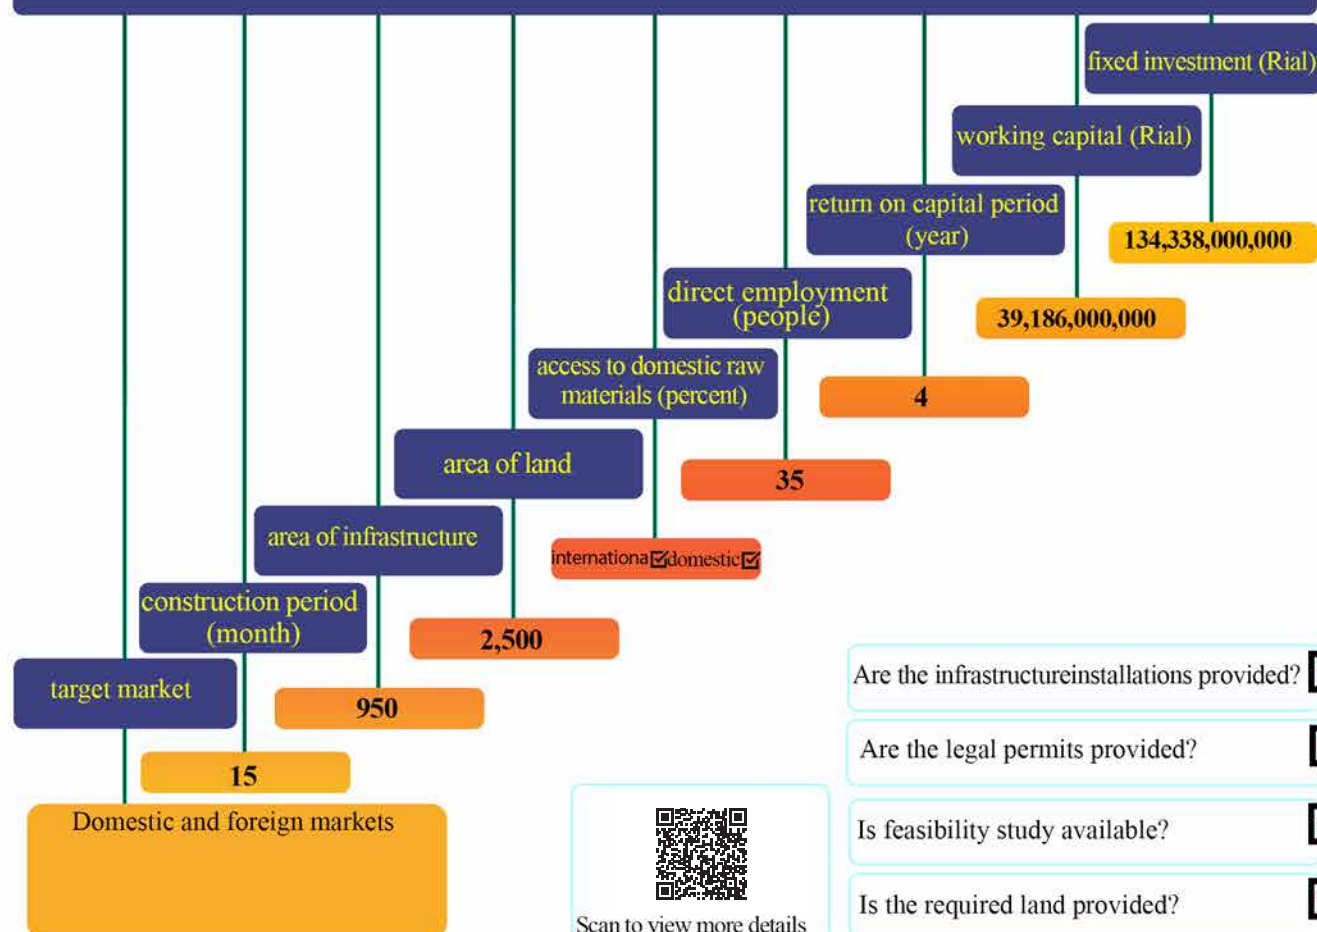 fixed investment (Rial)
134,338,000,000
working capital (Rial)
39,186,000,000
return on capital period
(year)
4
direct employment
(people)
35
access to domestic raw
materials (percent)
internationa☑domestic☑
area of land
2,500
area of infrastructure
950
construction period
(month)
15
target market
Domestic and foreign markets
Scan to view more details
Are the infrastructureinstallations provided?
Are the legal permits provided?
Is feasibility study available?
Is the required land provided?